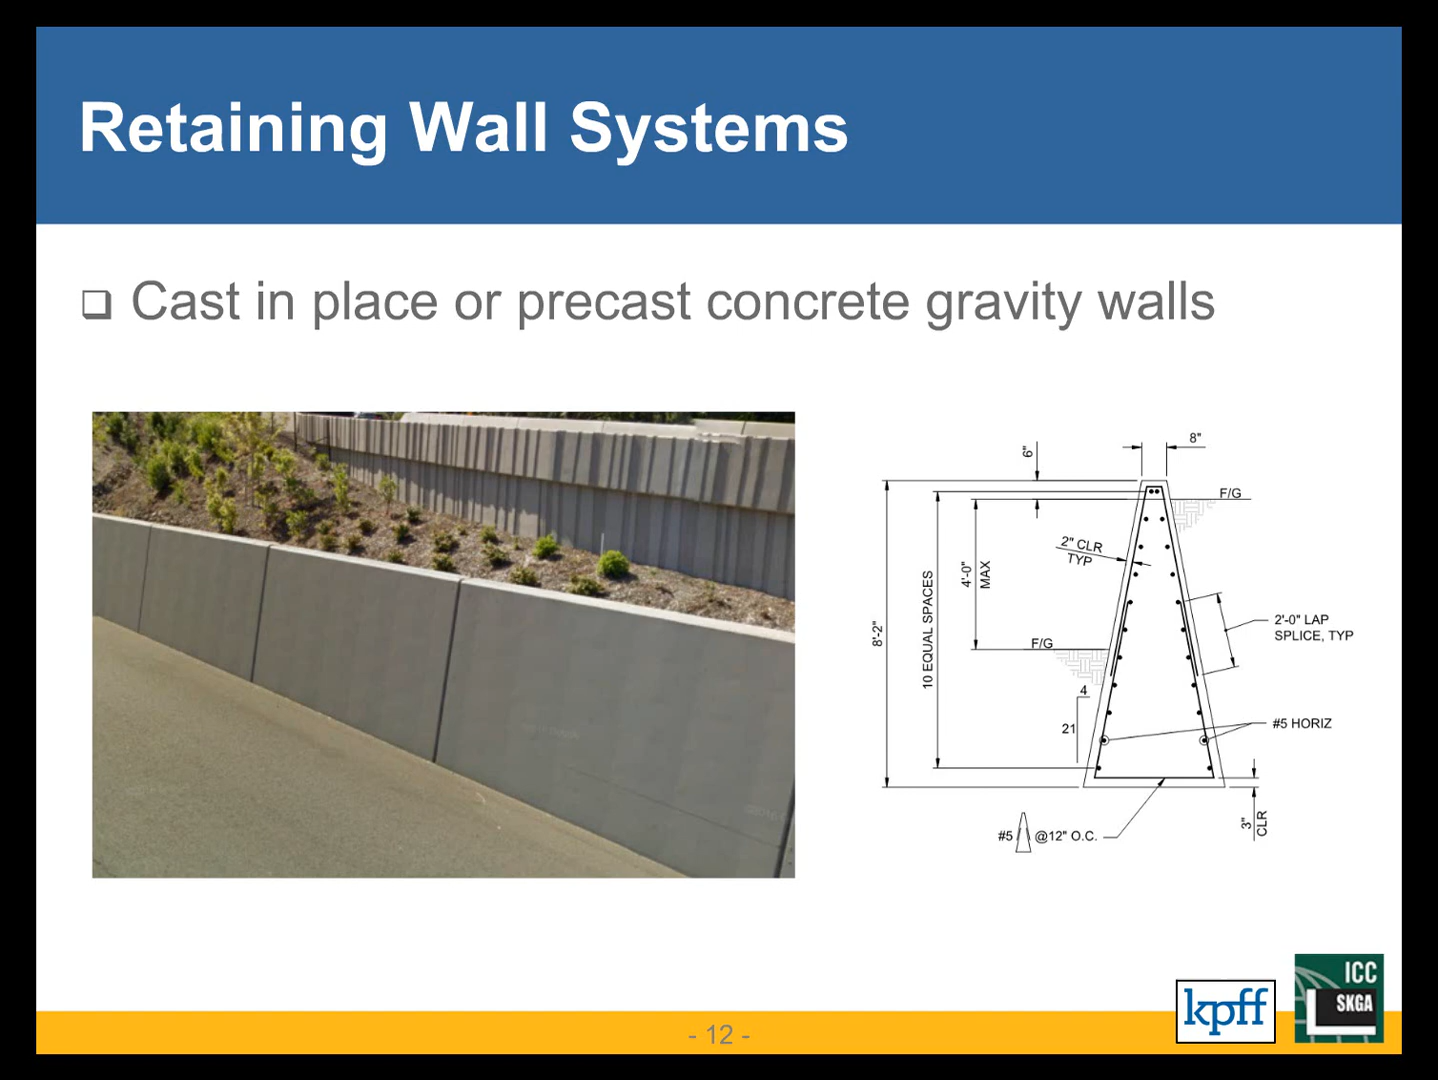 Retaining Wall Systems
Cast in place or precast concrete gravity walls
8"
6"
F/G
2" CLR
TYP
4'-0"
MAX
10 EQUAL SPACES
8'-2"
F/G
2'-0" LAP
SPLICE, TYP
4
21
#5 HORIZ
3"
CLR
#5 @12" O.C.
- 12 -
kpff
ICC
SKGA